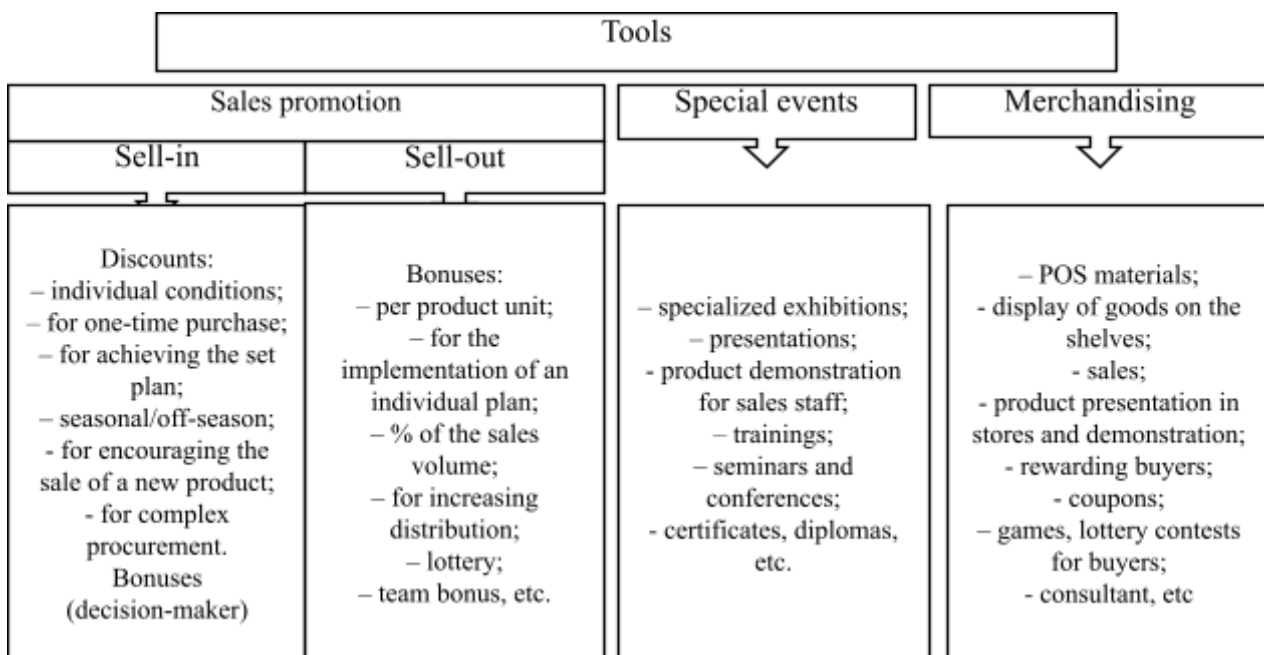 Tools
Sales promotion
Special events
Merchandising
Sell-in
Sell-out
Discounts:
– individual conditions;
– for one-time purchase;
– for achieving the set
plan;
– seasonal/off-season;
- for encouraging the
sale of a new product;
- for complex
procurement.
Bonuses
(decision-maker)
Bonuses:
– per product unit;
– for the
implementation of an
individual plan;
– % of the sales
volume;
– for increasing
distribution;
– lottery;
– team bonus, etc.
– specialized exhibitions;
– presentations;
- product demonstration
for sales staff;
– trainings;
– seminars and
conferences;
- certificates, diplomas,
etc.
– POS materials;
- display of goods on the
shelves;
- sales;
- product presentation in
stores and demonstration;
- rewarding buyers;
- coupons;
– games, lottery contests
for buyers;
- consultant, etc